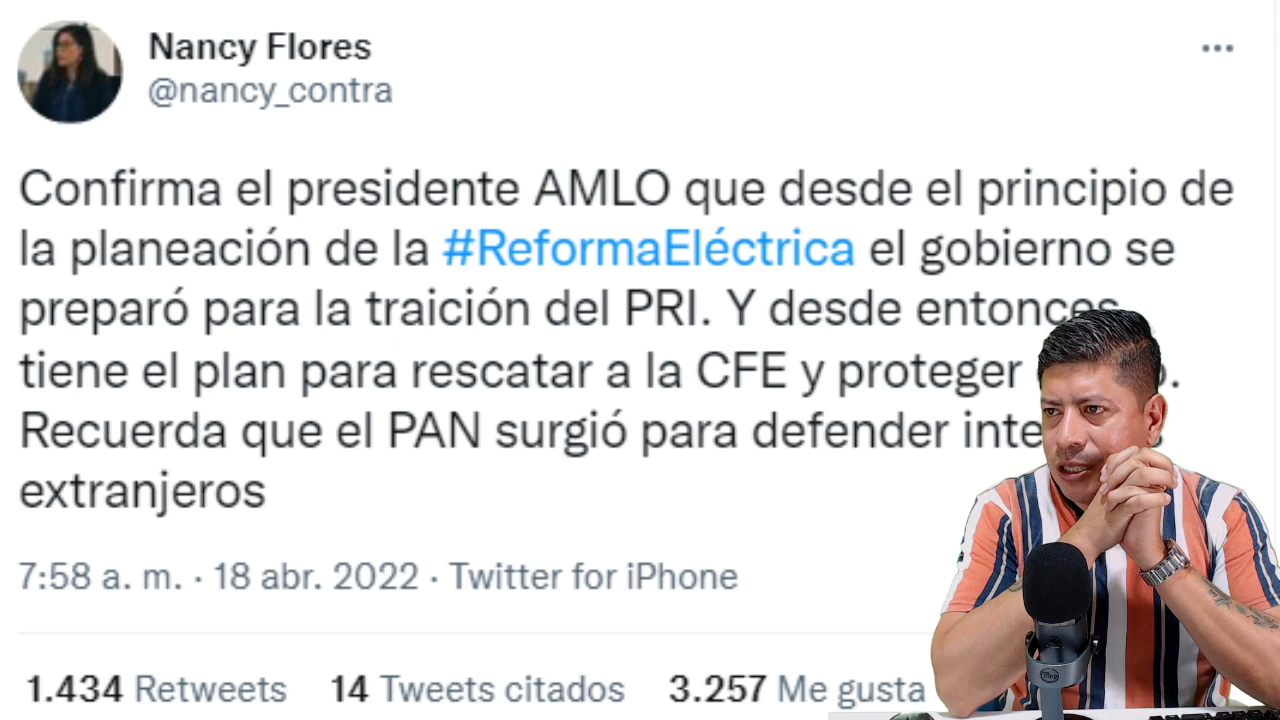 Nancy Flores
@nancy_contra
Confirma el presidente AMLO que desde el principio de
la planeación de la #ReformaEléctrica el gobierno se
preparó para la traición del PRI. Y desde entonces
tiene el plan para rescatar a la CFE y proteger
Recuerda que el PAN surgió para defender
extranjeros
7:58 a. m. · 18 abr. 2022 · Twitter for iPhone
1.434 Retweets 14 Tweets citados 3.257 Me gusta